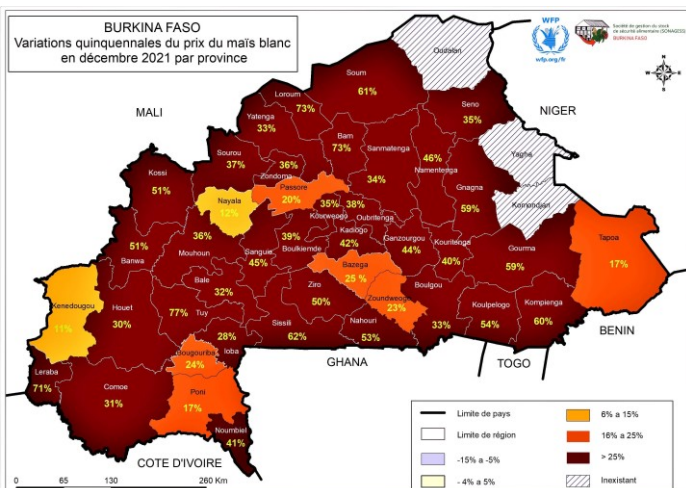 BURKINA FASO
Variations quinquennales du prix du maïs blanc
en décembre 2021 par province
WFP
wfp.org/fr
Société de gestion du stock
de sécurité alimentaire (SONAGESS)
BURKINA FASO
Oudalan
Soum
61%
MALI
Loroum
73%
Seno
35%
NIGER
Yatenga
33%
Bam
73%
Sanmatenga
34%
Yagha
Sourou
37%
36%
Zondoma
46%
Namentenga
Kossi
51%
Passore
20%
Gnagna
59%
Komondjari
Nayala
12%
35%
Kourweogo
38%
Oubritenga
36%
Mouhoun
39%
Boulkiemde
Kadiogo
42%
Ganzourgou
44%
Kouritenga
40%
Gourma
59%
Tapoa
17%
51%
Banwa
Sanguie
45%
Bazega
25 %
Bale
32%
Ziro
50%
Zoundweogo
23%
Boulgou
33%
Koulpelogo
54%
Kompienga
60%
Kenedougou
11%
Houet
30%
77%
Tuy
Sissili
62%
Nahouri
53%
BENIN
28%
Ioba
GHANA
TOGO
Bougouriba
24%
Leraba
71%
Comoe
31%
Poni
17%
Noumbiel
41%
COTE D'IVOIRE
0 65 130 260 Km
Limite de pays
Limite de région
-15% a -5%
- 4% à 5%
6% a 15%
16% a 25%
> 25%
Inexistant